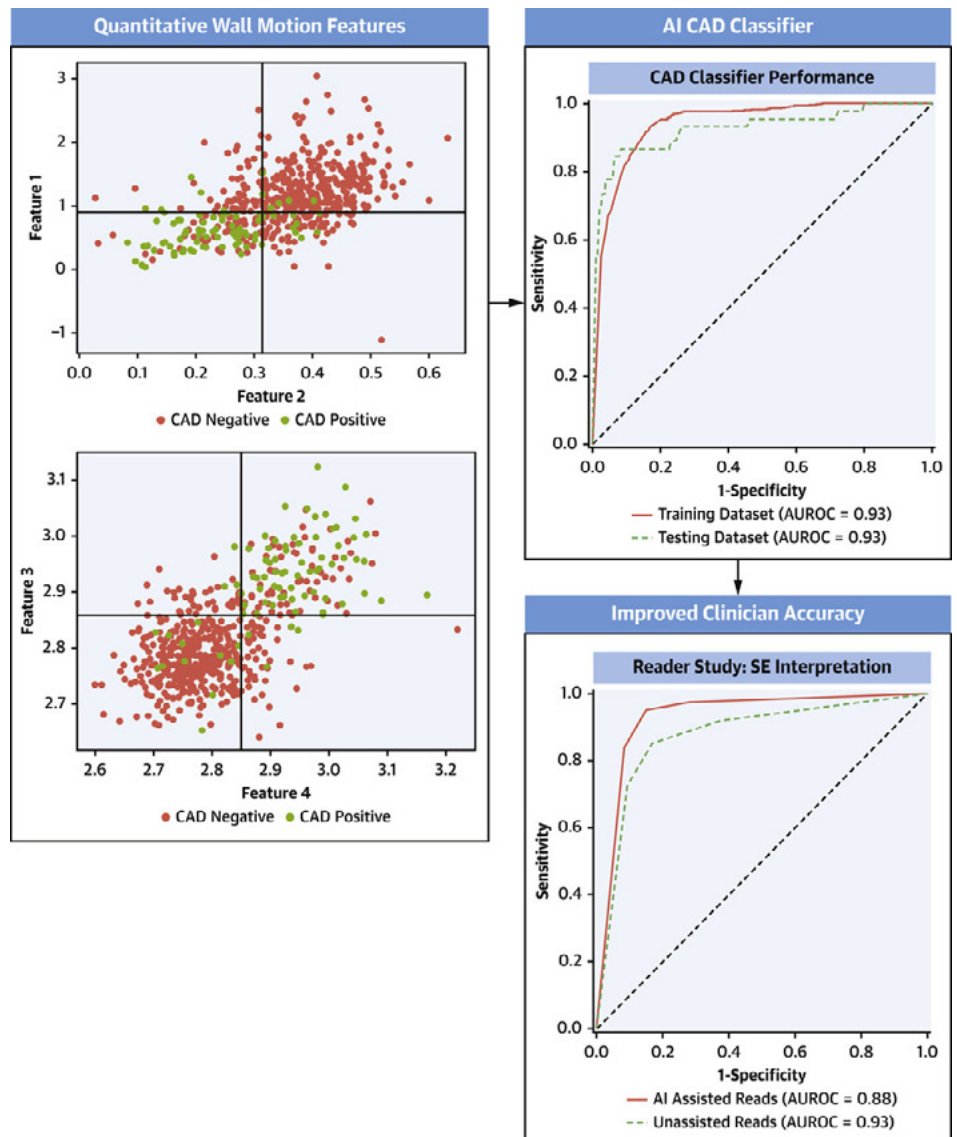 Quantitative Wall Motion Features
3
2
1
0
−1
Feature 1
0.0 0.1 0.2 0.3 0.4 0.5 0.6
Feature 2
CAD Negative CAD Positive
3.1
3.0
2.9
2.8
2.7
Feature 3
2.6 2.7 2.8 2.9 3.0 3.1 3.2
Feature 4
CAD Negative CAD Positive
AI CAD Classifier
CAD Classifier Performance
1.0
0.8
0.6
0.4
0.2
0.0
Sensitivity
0.0 0.2 0.4 0.6 0.8 1.0
1-Specificity
Training Dataset (AUROC = 0.93)
Testing Dataset (AUROC = 0.93)
Improved Clinician Accuracy
Reader Study: SE Interpretation
1.0
0.8
0.6
0.4
0.2
0.0
Sensitivity
0.0 0.2 0.4 0.6 0.8 1.0
1-Specificity
AI Assisted Reads (AUROC = 0.88)
Unassisted Reads (AUROC = 0.93)